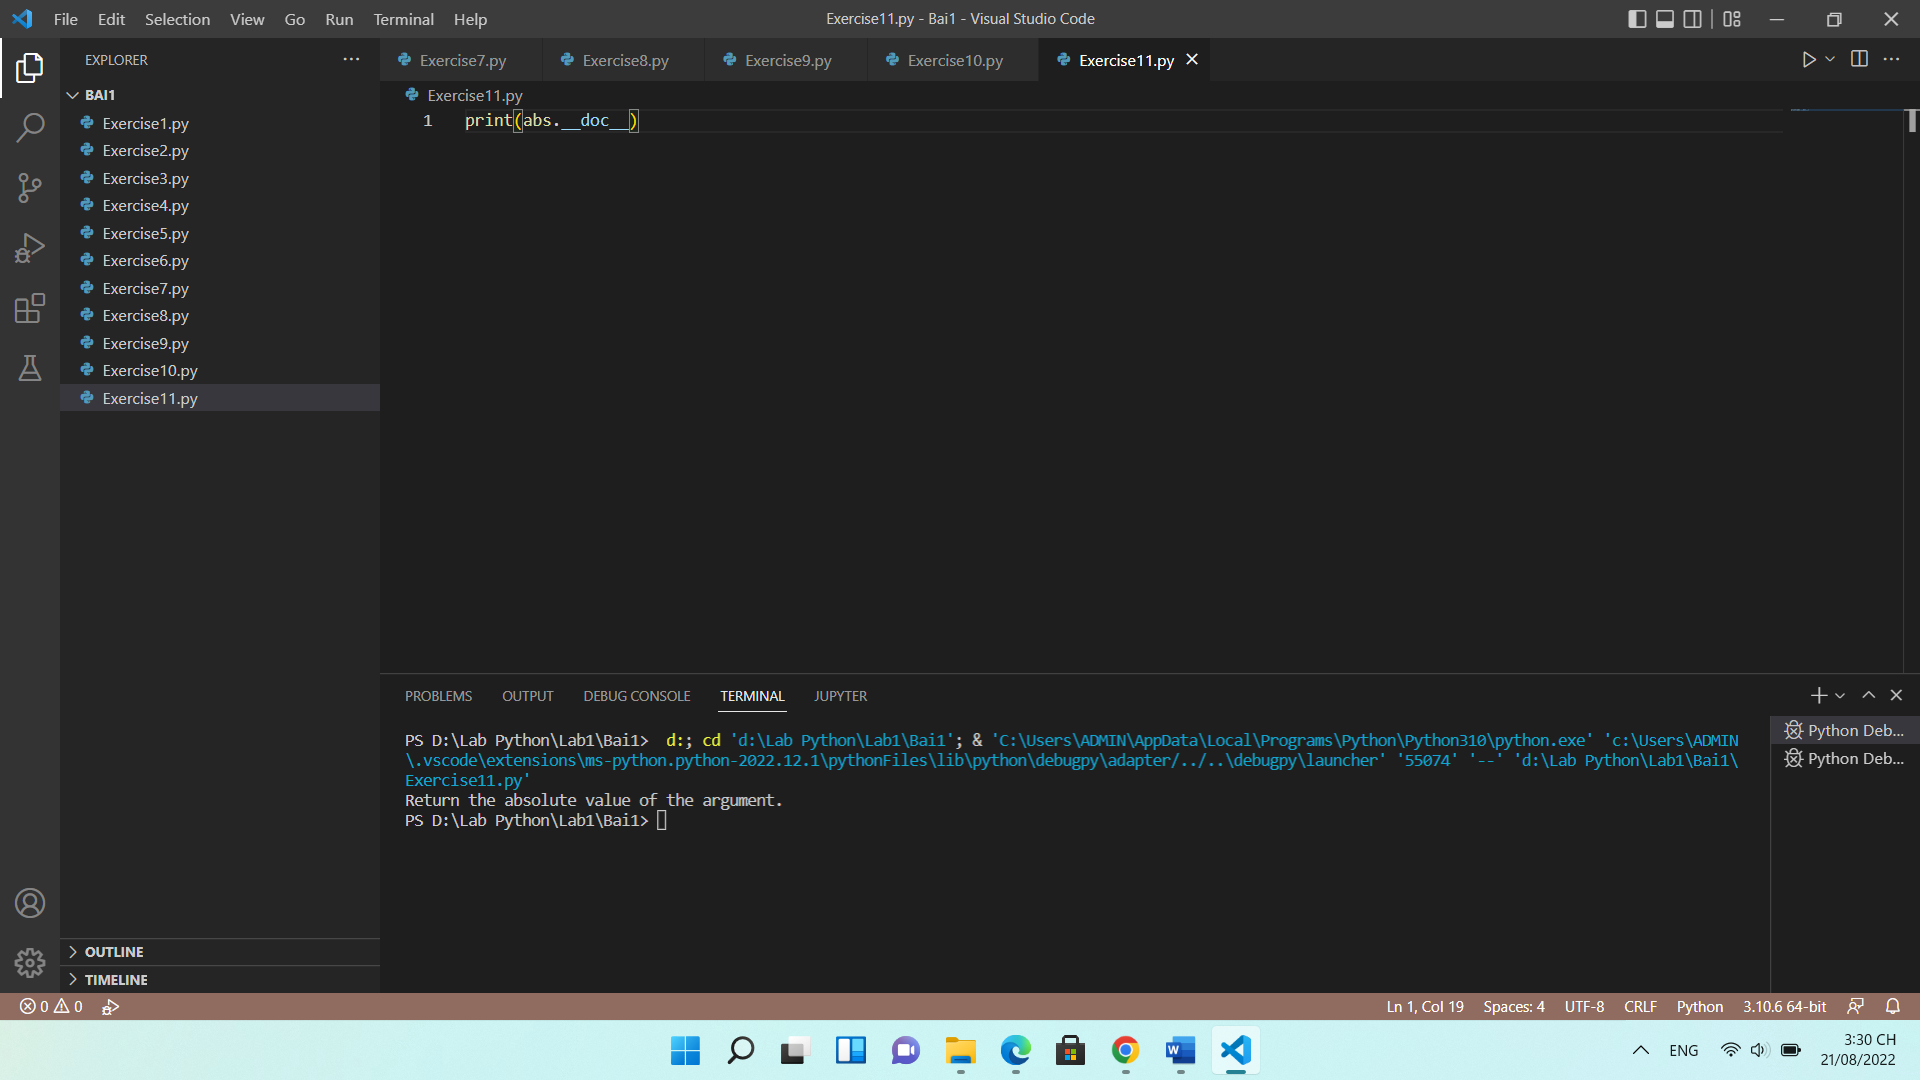 File Edit Selection View Go Run Terminal Help
Exercise11.py - Bai1 - Visual Studio Code
EXPLORER
BAI1
Exercise1.py
Exercise2.py
Exercise3.py
Exercise4.py
Exercise5.py
Exercise6.py
Exercise7.py
Exercise8.py
Exercise9.py
Exercise10.py
Exercise11.py
OUTLINE
TIMELINE
Exercise7.py Exercise8.py Exercise9.py Exercise10.py Exercise11.py
Exercise11.py
1 print(abs.__doc__)
PROBLEMS OUTPUT DEBUG CONSOLE TERMINAL JUPYTER
PS D:\Lab Python\Lab1\Bai1>  d:; cd 'd:\Lab Python\Lab1\Bai1'; & 'C:\Users\ADMIN\AppData\Local\Programs\Python\Python310\python.exe' 'c:\Users\ADMIN
\.vscode\extensions\ms-python.python-2022.12.1\pythonFiles\lib\python\debugpy\adapter/../..\debugpy\launcher' '55074' '--' 'd:\Lab Python\Lab1\Bai1\
Exercise11.py'
Return the absolute value of the argument.
PS D:\Lab Python\Lab1\Bai1>
Python Deb...
Python Deb...
0 0
Ln 1, Col 19 Spaces: 4 UTF-8 CRLF Python 3.10.6 64-bit
ENG
3:30 CH
21/08/2022